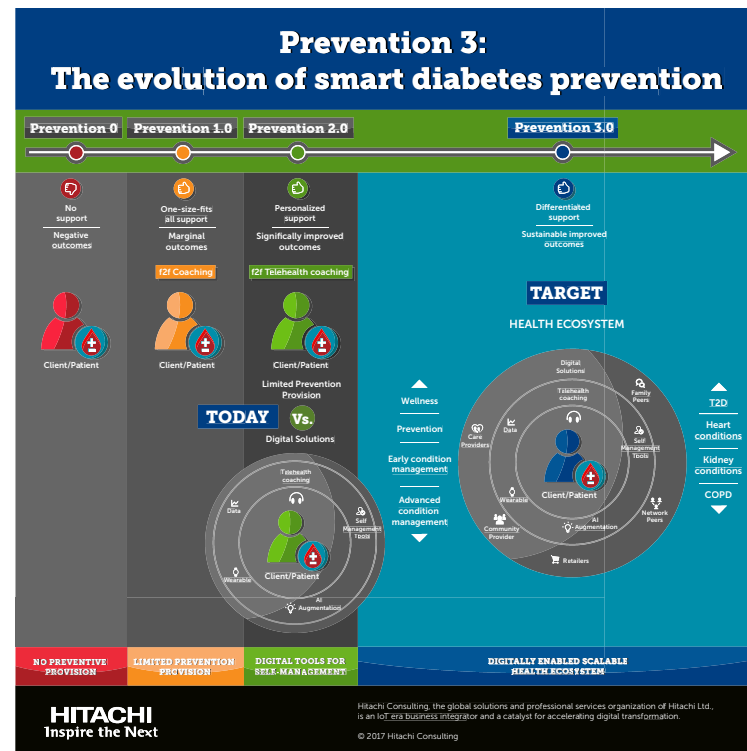 Prevention 3:
The evolution of smart diabetes prevention
Prevention 0
Prevention 1.0
Prevention 2.0
Prevention 3.0
No
support
Negative
outcomes
One-size-fits
all support
Marginal
outcomes
f2f Coaching
Personalized
support
Significally improved
outcomes
f2f Telehealth coaching
Differentiated
support
Sustainable improved
outcomes
Client/Patient
Client/Patient
Client/Patient
Limited Prevention
Provision
TODAY
Vs.
Digital Solutions
Telehealth
coaching
Data
Self
Management
Tools
Wearable
Client/Patient
AI
Augmentation
Wellness
Prevention
Early condition
management
Advanced
condition
management
TARGET
HEALTH ECOSYSTEM
Digital
Solutions
Telehealth
coaching
Family
Peers
Care
Providers
Data
Self
Management
Tools
Wearable
Client/Patient
Community
Provider
AI
Augmentation
Network
Peers
Retailers
T2D
Heart
conditions
Kidney
conditions
COPD
NO PREVENTIVE
PROVISION
LIMITED PREVENTION
PROVISION
DIGITAL TOOLS FOR
SELF-MANAGEMENT
DIGITALLY ENABLED SCALABLE
HEALTH ECOSYSTEM
HITACHI
Inspire the Next
Hitachi Consulting, the global solutions and professional services organization of Hitachi Ltd.,
is an IoT era business integrator and a catalyst for accelerating digital transformation.
© 2017 Hitachi Consulting